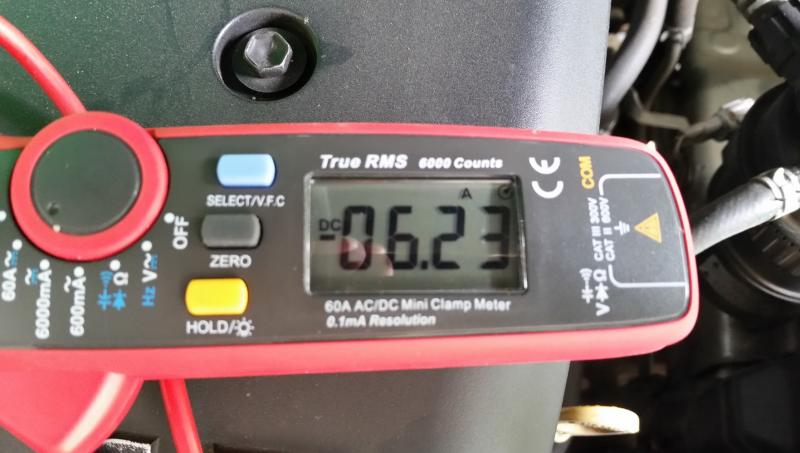 True RMS 6000 Counts
SELECT/V.F.C
ZERO
HOLD/
OFF
60A
6000mA
600mA
Ω
Hz V
A
DC
-06.23
60A AC/DC Mini Clamp Meter
0.1mA Resolution
CE
COM
CAT III 300V
CAT II 600V
V Ω